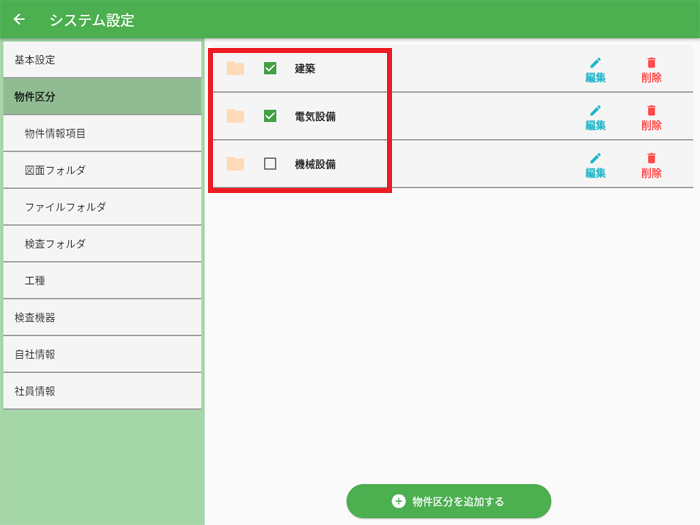 システム設定
基本設定
物件区分
物件情報項目
図面フォルダ
ファイルフォルダ
検査フォルダ
工種
検査機器
自社情報
社員情報
建築
編集
削除
電気設備
編集
削除
機械設備
編集
削除
物件区分を追加する